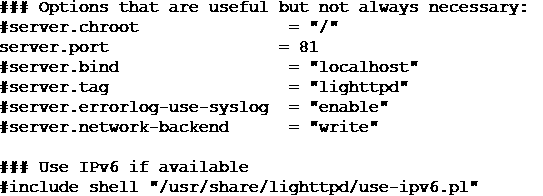 ### Options that are useful but not always necessary:
#server.chroot = "/"
server.port = 81
#server.bind = "localhost"
#server.tag = "lighttpd"
#server.errorlog-use-syslog = "enable"
#server.network-backend = "write"
### Use IPv6 if available
#include shell "/usr/share/lighttpd/use-ipv6.pl"